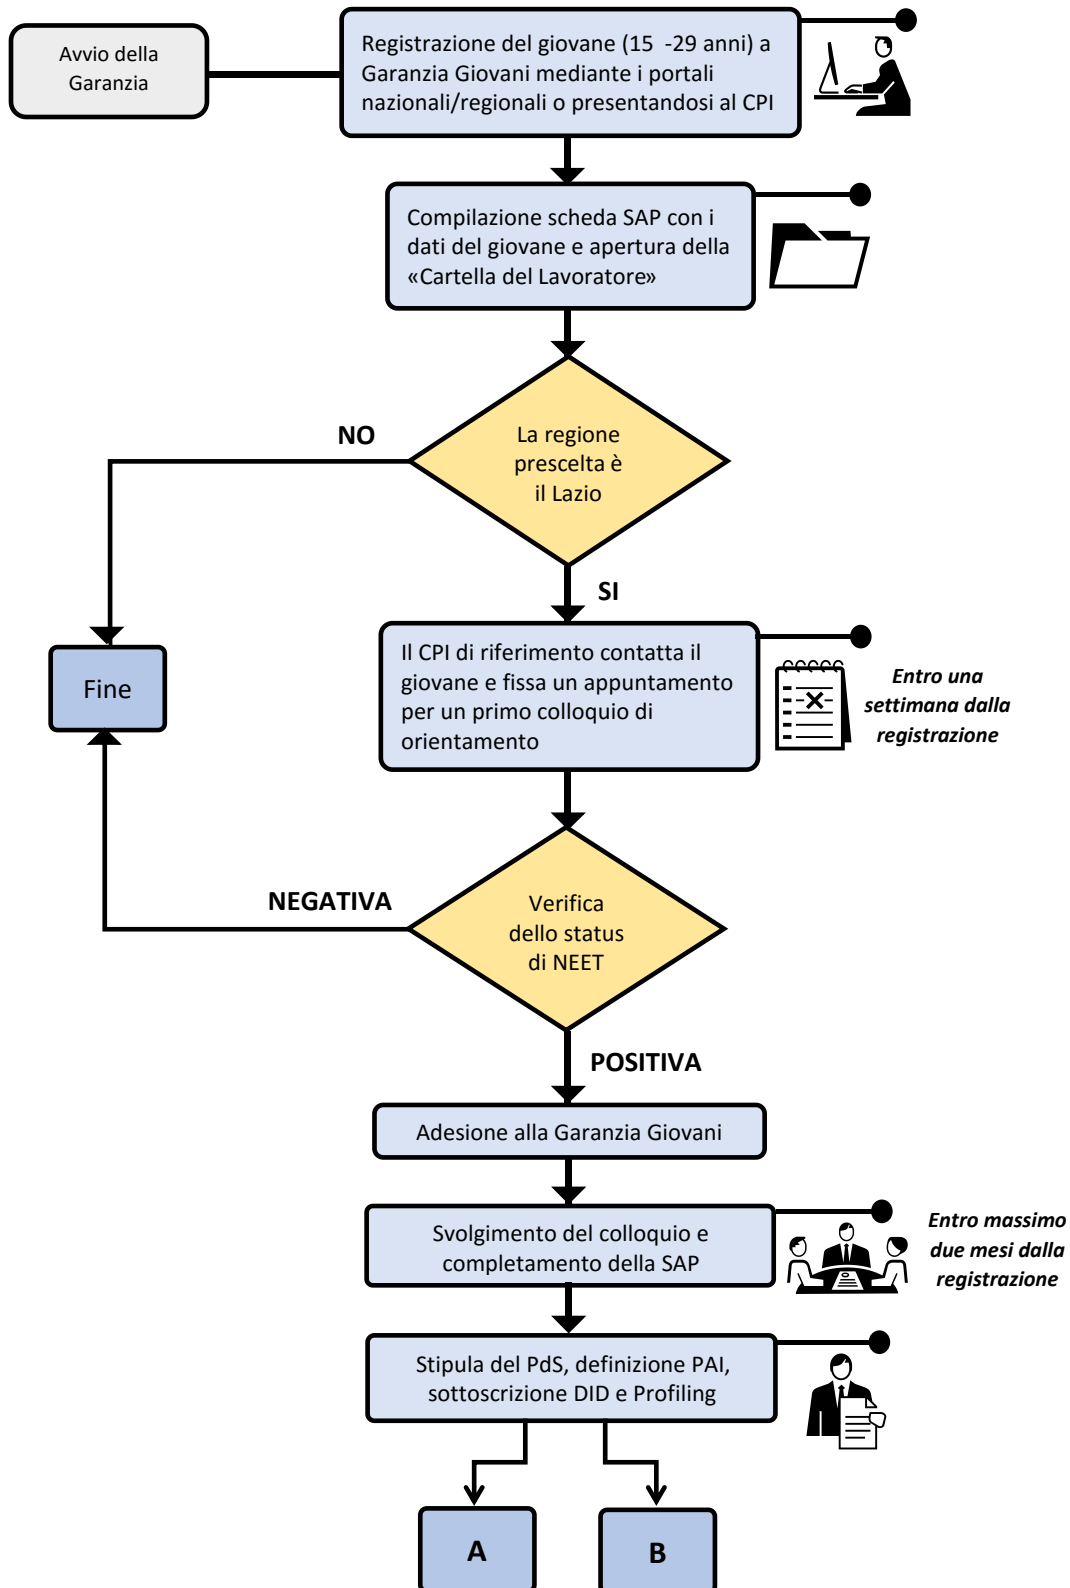 Avvio della
Garanzia
Registrazione del giovane (15 -29 anni) a
Garanzia Giovani mediante i portali
nazionali/regionali o presentandosi al CPI
Compilazione scheda SAP con i
dati del giovane e apertura della
«Cartella del Lavoratore»
NO
La regione
prescelta è
il Lazio
SI
Fine
Il CPI di riferimento contatta il
giovane e fissa un appuntamento
per un primo colloquio di
orientamento
Entro una
settimana dalla
registrazione
NEGATIVA
Verifica
dello status
di NEET
POSITIVA
Adesione alla Garanzia Giovani
Svolgimento del colloquio e
completamento della SAP
Entro massimo
due mesi dalla
registrazione
Stipula del PdS, definizione PAI,
sottoscrizione DID e Profiling
A
B